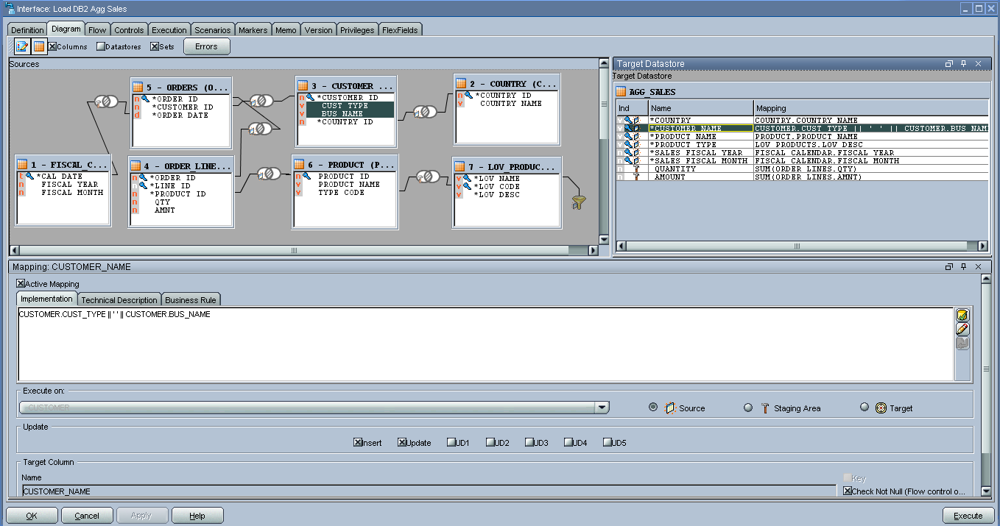 Interface: Load DB2 Agg Sales
Definition Diagram Flow Controls Execution Scenarios Markers Memo Version Privileges FlexFields
Columns Datastores Sets Errors
Sources
5 - ORDERS (O...
n *ORDER ID
n *CUSTOMER ID
d *ORDER DATE
3 - CUSTOMER ...
n *CUSTOMER ID
v CUST TYPE
v BUS NAME
n *COUNTRY ID
2 - COUNTRY (C...
n *COUNTRY ID
v COUNTRY NAME
1 - FISCAL_C...
t *CAL DATE
n FISCAL YEAR
n FISCAL MONTH
4 - ORDER_LINE...
n *ORDER ID
n *LINE ID
n *PRODUCT ID
n QTY
n AMNT
6 - PRODUCT (P...
n PRODUCT ID
v PRODUCT NAME
v TYPE CODE
7 - LOV_PRODUC...
v *LOV NAME
v *LOV CODE
v *LOV DESC
Target Datastore
Target Datastore
AGG_SALES
Ind Name Mapping
v *COUNTRY COUNTRY.COUNTRY NAME
v *CUSTOMER NAME CUSTOMER.CUST TYPE || ' ' || CUSTOMER.BUS NAM
v *PRODUCT NAME PRODUCT.PRODUCT NAME
v *PRODUCT TYPE LOV PRODUCTS.LOV DESC
n *SALES FISCAL YEAR FISCAL CALENDAR.FISCAL YEAR
n *SALES FISCAL MONTH FISCAL CALENDAR.FISCAL MONTH
n QUANTITY SUM(ORDER LINES.QTY)
n AMOUNT SUM(ORDER LINES.AMNT)
Mapping: CUSTOMER_NAME
Active Mapping
Implementation Technical Description Business Rule
CUSTOMER.CUST_TYPE || ' ' || CUSTOMER.BUS_NAME
Execute on:
CUSTOMER Source Staging Area Target
Update
Insert Update UD1 UD2 UD3 UD4 UD5
Target Column
Name
Key
CUSTOMER_NAME
Check Not Null (Flow control o...
OK Cancel Apply Help Execute